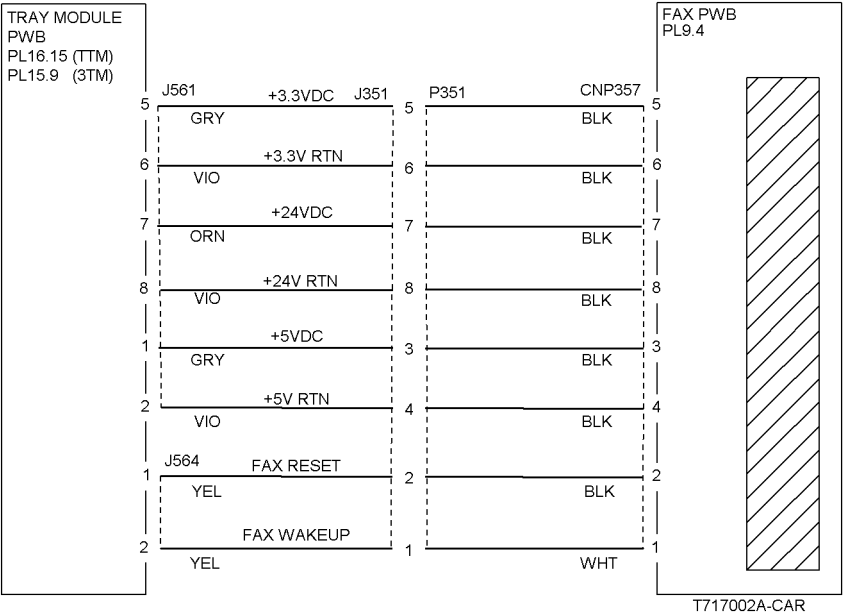 TRAY MODULE
PWB
PL16.15 (TTM)
PL15.9 (3TM)
FAX PWB
PL9.4
J561 +3.3VDC J351 P351 CNP357
5 5 5
GRY BLK
+3.3V RTN
6 6 6
VIO BLK
+24VDC
7 7 7
ORN BLK
+24V RTN
8 8 8
VIO BLK
+5VDC
1 3 3
GRY BLK
+5V RTN
2 4 4
VIO BLK
J564 FAX RESET
1 2 2
YEL BLK
FAX WAKEUP
2 1 1
YEL WHT
T717002A-CAR